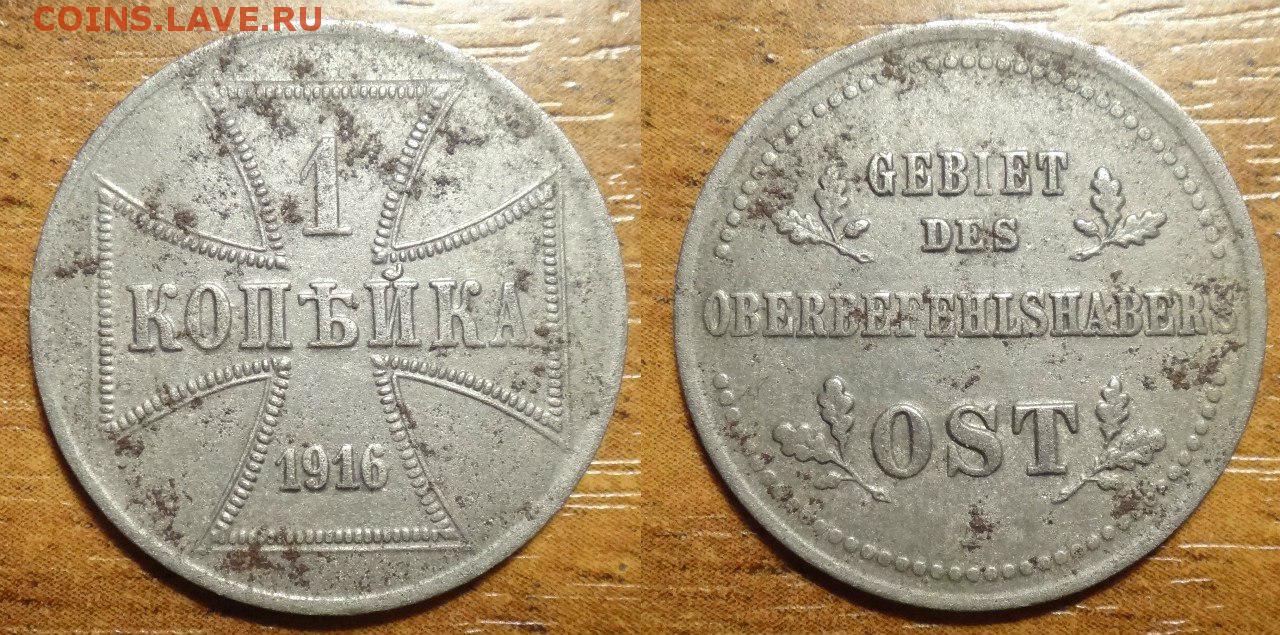 COINS.LAVE.RU
1
КОПѢЙКА
1916
GEBIET
DES
OBERBEFEHLSHABERS
OST